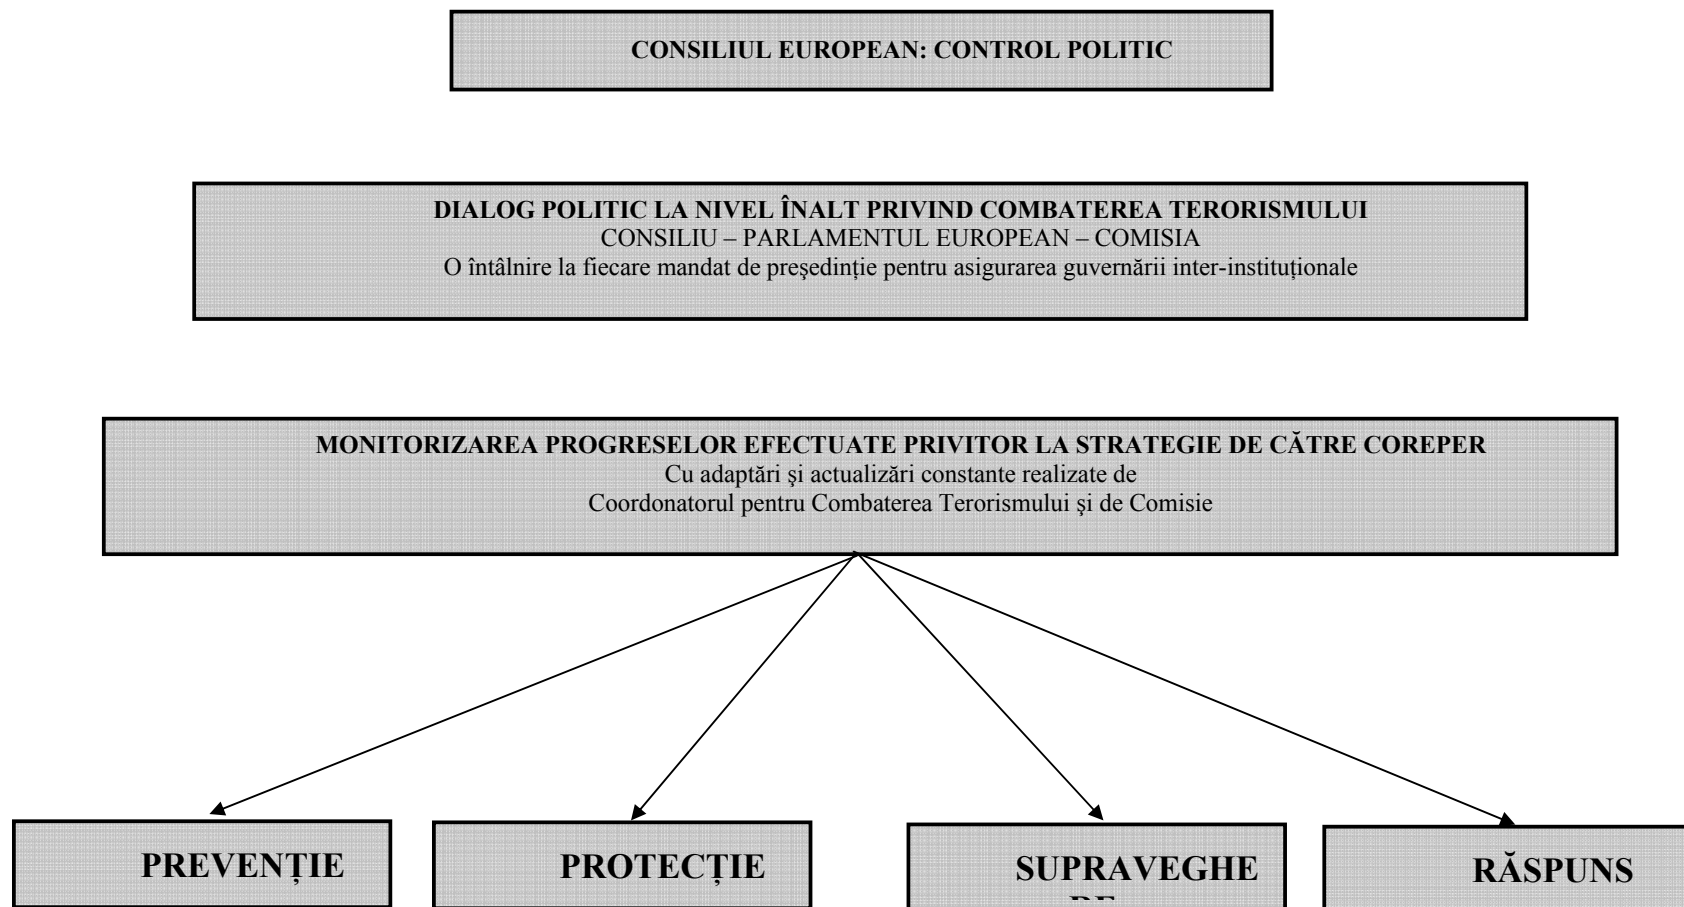 CONSILIUL EUROPEAN: CONTROL POLITIC
DIALOG POLITIC LA NIVEL ÎNALT PRIVIND COMBATEREA TERORISMULUI
CONSILIU – PARLAMENTUL EUROPEAN – COMISIA
O întâlnire la fiecare mandat de preşedinție pentru asigurarea guvernării inter-instituționale
MONITORIZAREA PROGRESELOR EFECTUATE PRIVITOR LA STRATEGIE DE CĂTRE COREPER
Cu adaptări şi actualizări constante realizate de
Coordonatorul pentru Combaterea Terorismului şi de Comisie
PREVENȚIE
PROTECȚIE
SUPRAVEGHE
RĂSPUNS